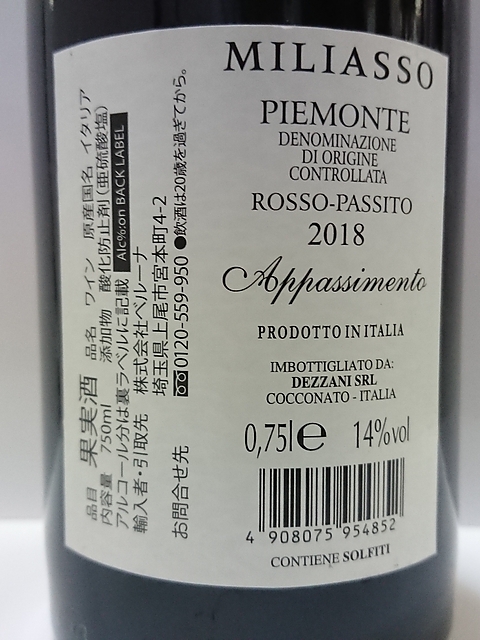 MILIASSO
PIEMONTE
DENOMINAZIONE
DI ORIGINE
CONTROLLATA
ROSSO-PASSITO
2018
Appassimento
PRODOTTO IN ITALIA
IMBOTTIGLIATO DA:
DEZZANI SRL
COCCONATO - ITALIA
0,75l e 14%vol
4 908075 954852
CONTIENE SOLFITI
品目 果実酒 品名 ワイン 原産国名 イタリア
内容量 750ml 添加物 酸化防止剤(亜硫酸塩)
アルコール分は裏ラベルに記載 Alc%:on BACK LABEL
輸入者・引取先 株式会社ベルーナ
埼玉県上尾市宮本町4-2
お問合せ先 0120-559-950 ●飲酒は20歳を過ぎてから。